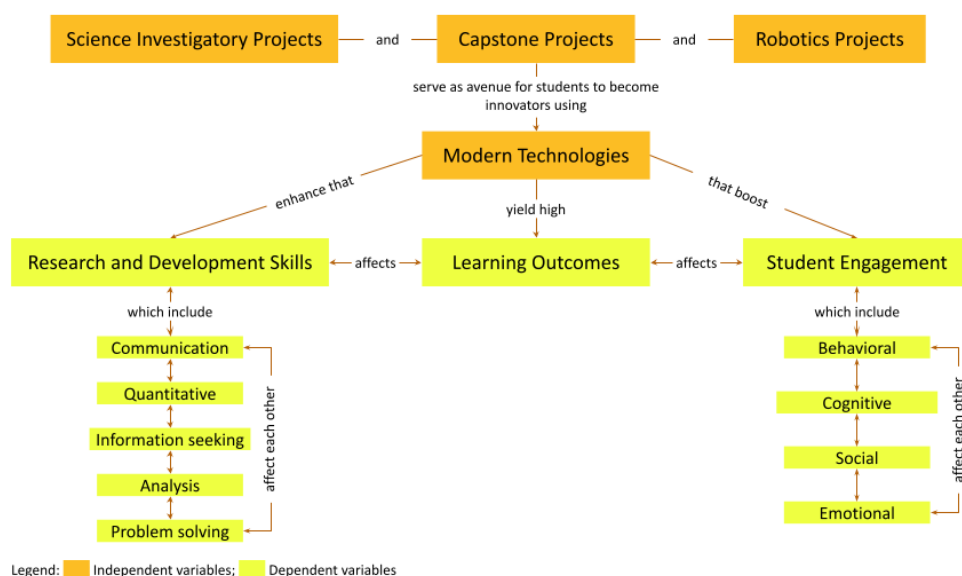 Science Investigatory Projects and Capstone Projects and Robotics Projects
serve as avenue for students to become
innovators using
Modern Technologies
enhance that
yield high
that boost
Research and Development Skills affects Learning Outcomes affects Student Engagement
which include
Communication
Quantitative
Information seeking
Analysis
Problem solving
affect each other
which include
Behavioral
Cognitive
Social
Emotional
affect each other
Legend: Independent variables; Dependent variables